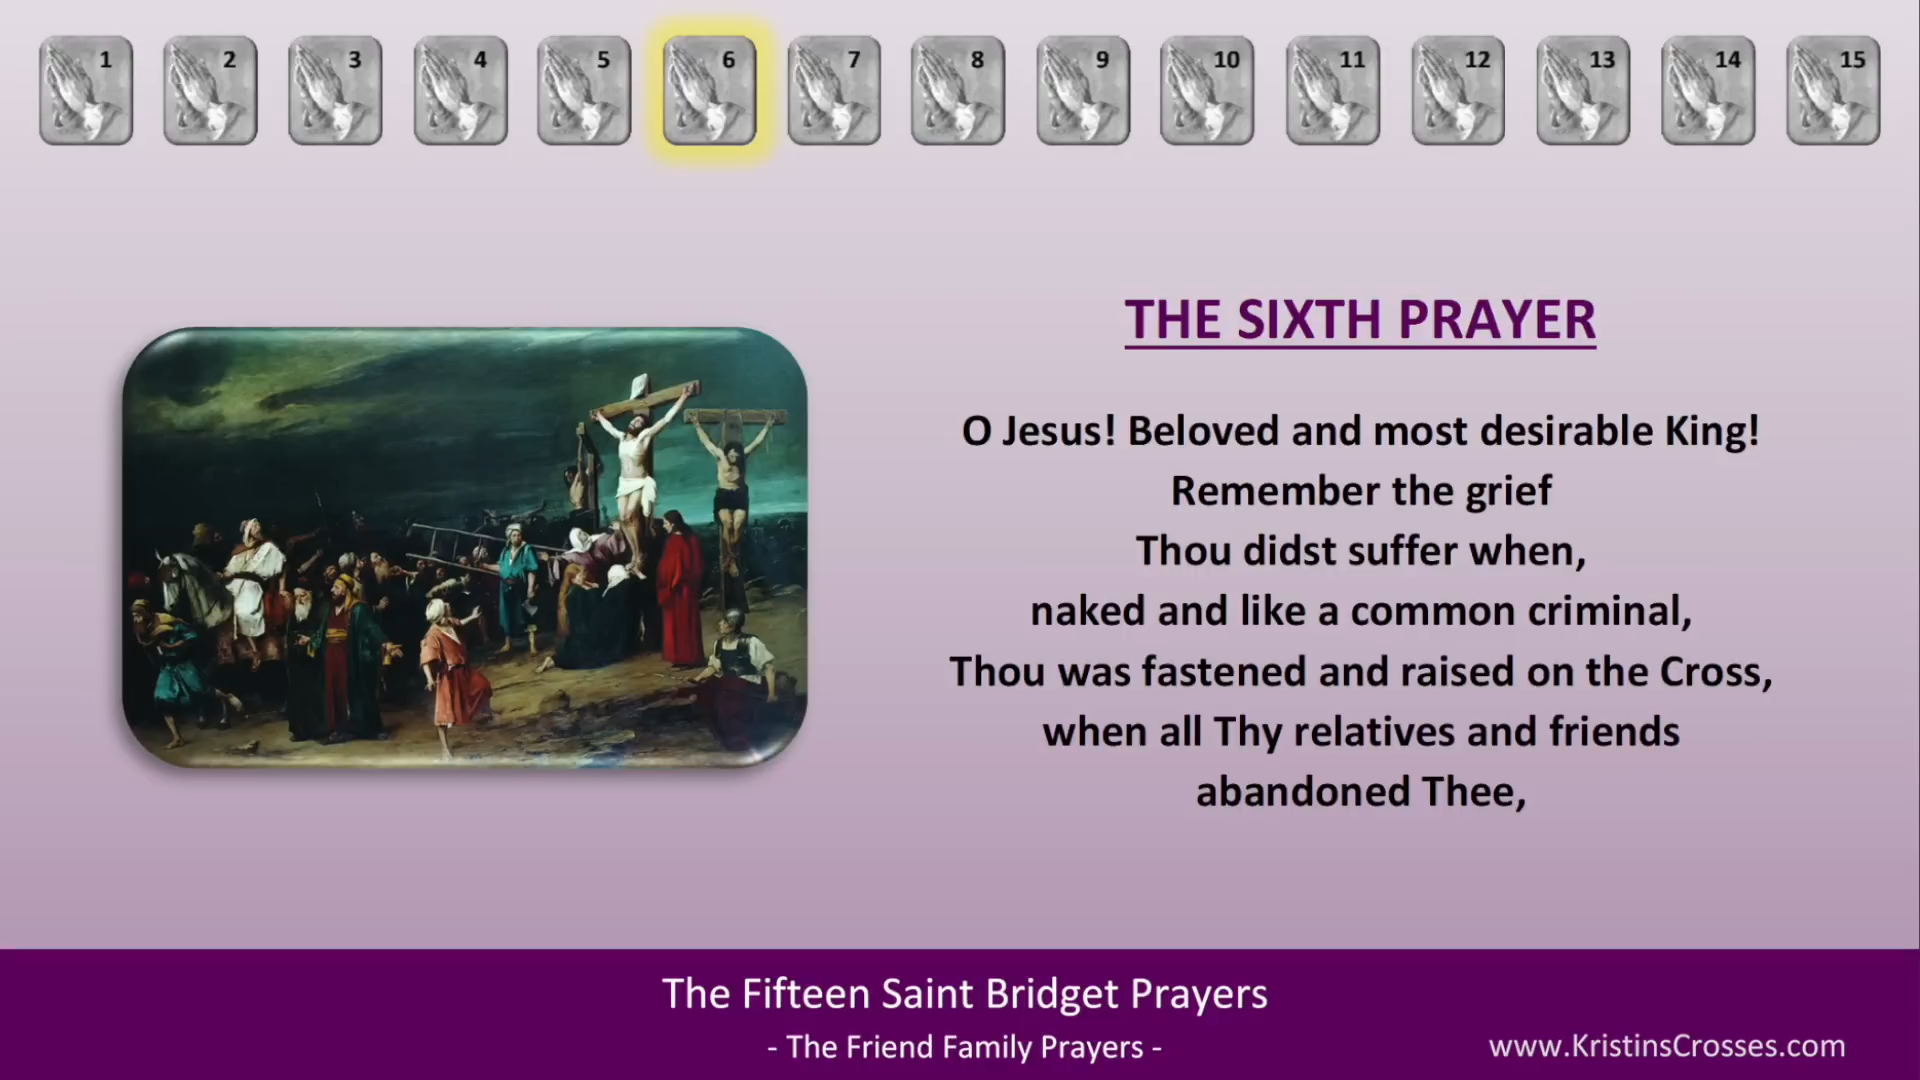 1 2 3 4 5 6 7 8 9 10 11 12 13 14 15
THE SIXTH PRAYER
O Jesus! Beloved and most desirable King!
Remember the grief
Thou didst suffer when,
naked and like a common criminal,
Thou was fastened and raised on the Cross,
when all Thy relatives and friends
abandoned Thee,
The Fifteen Saint Bridget Prayers
- The Friend Family Prayers -
www.KristinsCrosses.com